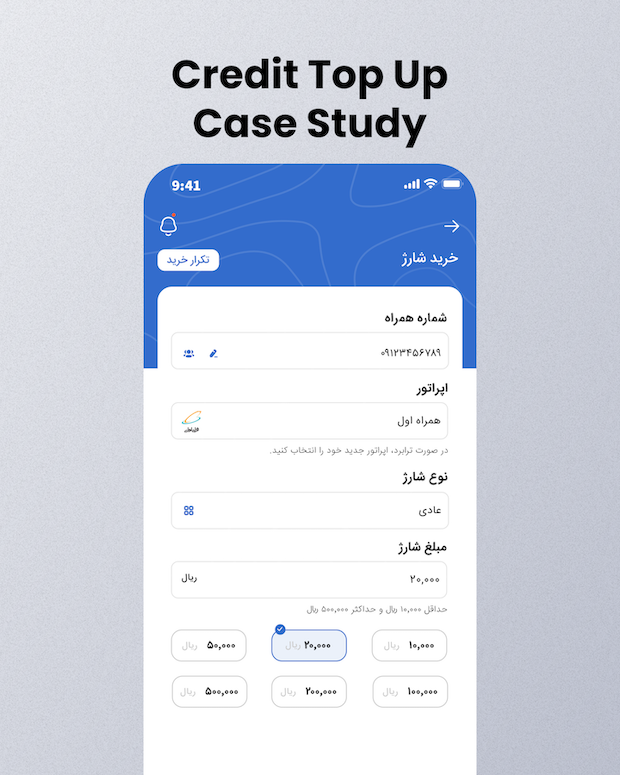 Credit Top Up
Case Study
9:41
خرید شارژ
تکرار خرید
شماره همراه
۰۹۱۲۳۴۵۶۷۸۹
اپراتور
همراه اول
در صورت ترابرد، اپراتور جدید خود را انتخاب کنید.
نوع شارژ
عادی
مبلغ شارژ
۲۰,۰۰۰ ریال
حداقل ۱۰,۰۰۰ ریال و حداکثر ۵۰۰,۰۰۰ ریال
۱۰,۰۰۰ ریال
۲۰,۰۰۰ ریال
۵۰,۰۰۰ ریال
۱۰۰,۰۰۰ ریال
۲۰۰,۰۰۰ ریال
۵۰۰,۰۰۰ ریال